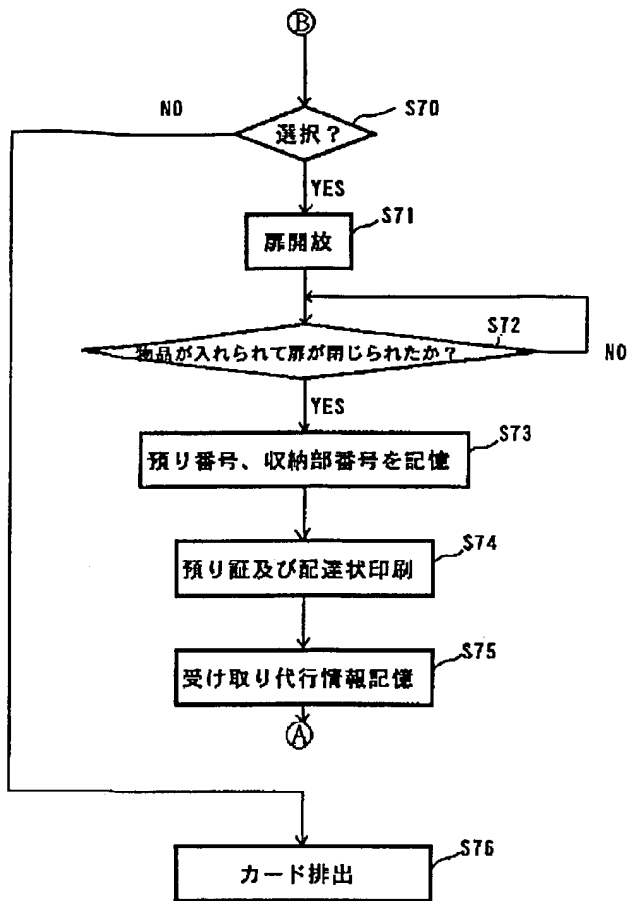 Ⓑ
NO
S70
選択？
YES
S71
扉開放
S72
物品が入れられて扉が閉じられたか？
NO
YES
S73
預り番号、収納部番号を記憶
S74
預り証及び配達状印刷
S75
受け取り代行情報記憶
Ⓐ
S76
カード排出